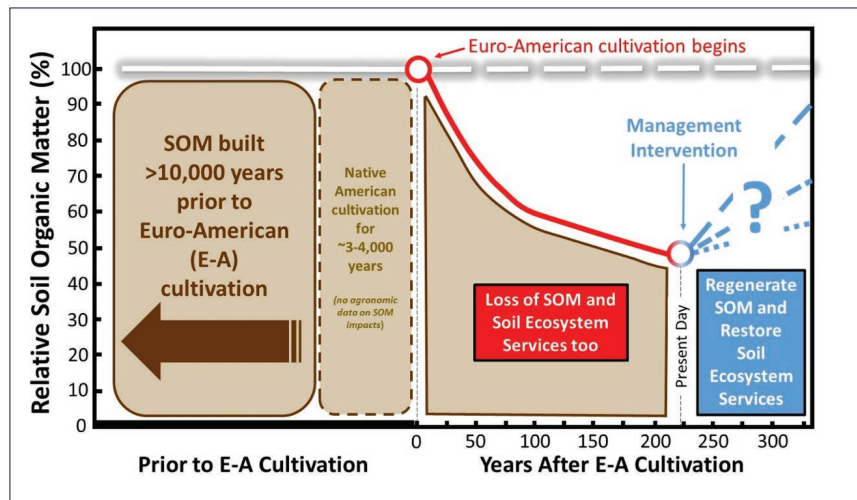 Euro-American cultivation begins
Relative Soil Organic Matter (%)
100
90
80
70
60
50
40
30
20
10
0
SOM built
>10,000 years
prior to
Euro-American
(E-A)
cultivation
Native
American
cultivation
for
~3-4,000
years
(no agronomic
data on SOM
impacts)
Loss of SOM and
Soil Ecosystem
Services too
Management
Intervention
?
Present Day
Regenerate
SOM and
Restore
Soil
Ecosystem
Services
0
50
100
150
200
250
300
Prior to E-A Cultivation
Years After E-A Cultivation